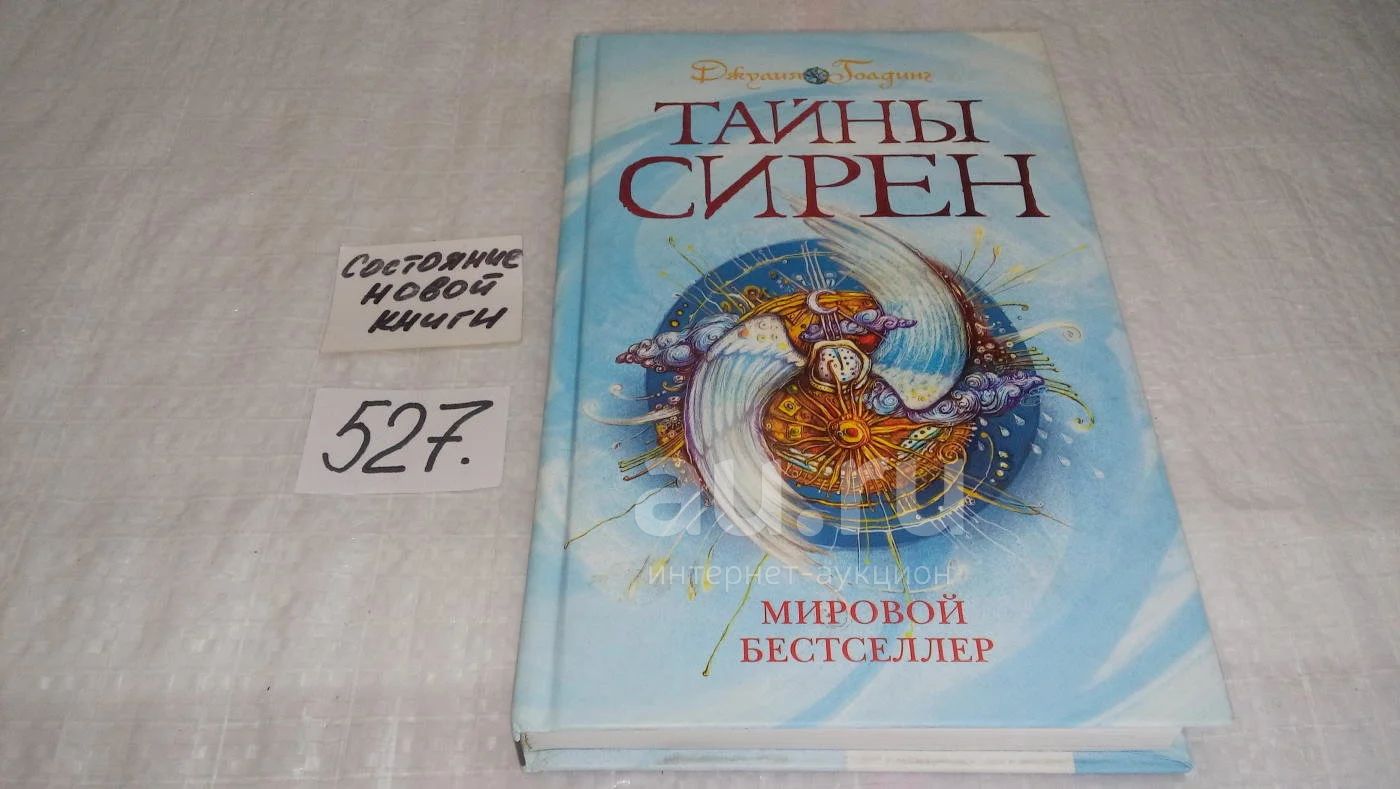 Джулия Голдинг
ТАЙНЫ
СИРЕН
Состояние
новой
книги
527.
au.ru
интернет-аукцион
МИРОВОЙ
БЕСТСЕЛЛЕР